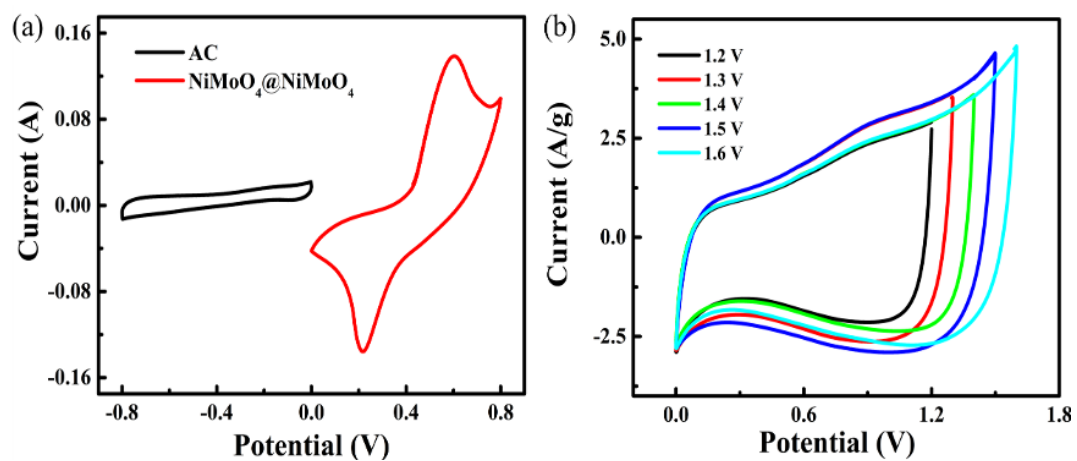 (a)
AC
NiMoO₄@NiMoO₄
0.16
0.08
0.00
-0.08
-0.16
Current (A)
-0.8
-0.4
0.0
0.4
0.8
Potential (V)
(b)
1.2 V
1.3 V
1.4 V
1.5 V
1.6 V
5.0
2.5
0.0
-2.5
Current (A/g)
0.0
0.6
1.2
1.8
Potential (V)